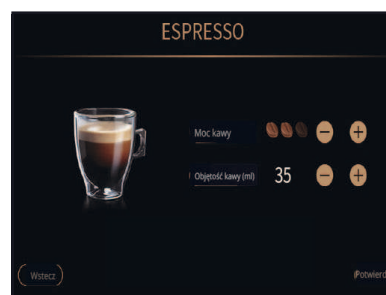 ESPRESSO
Moc kawy
Objętość kawy (ml) 35
Wstecz
Potwierd